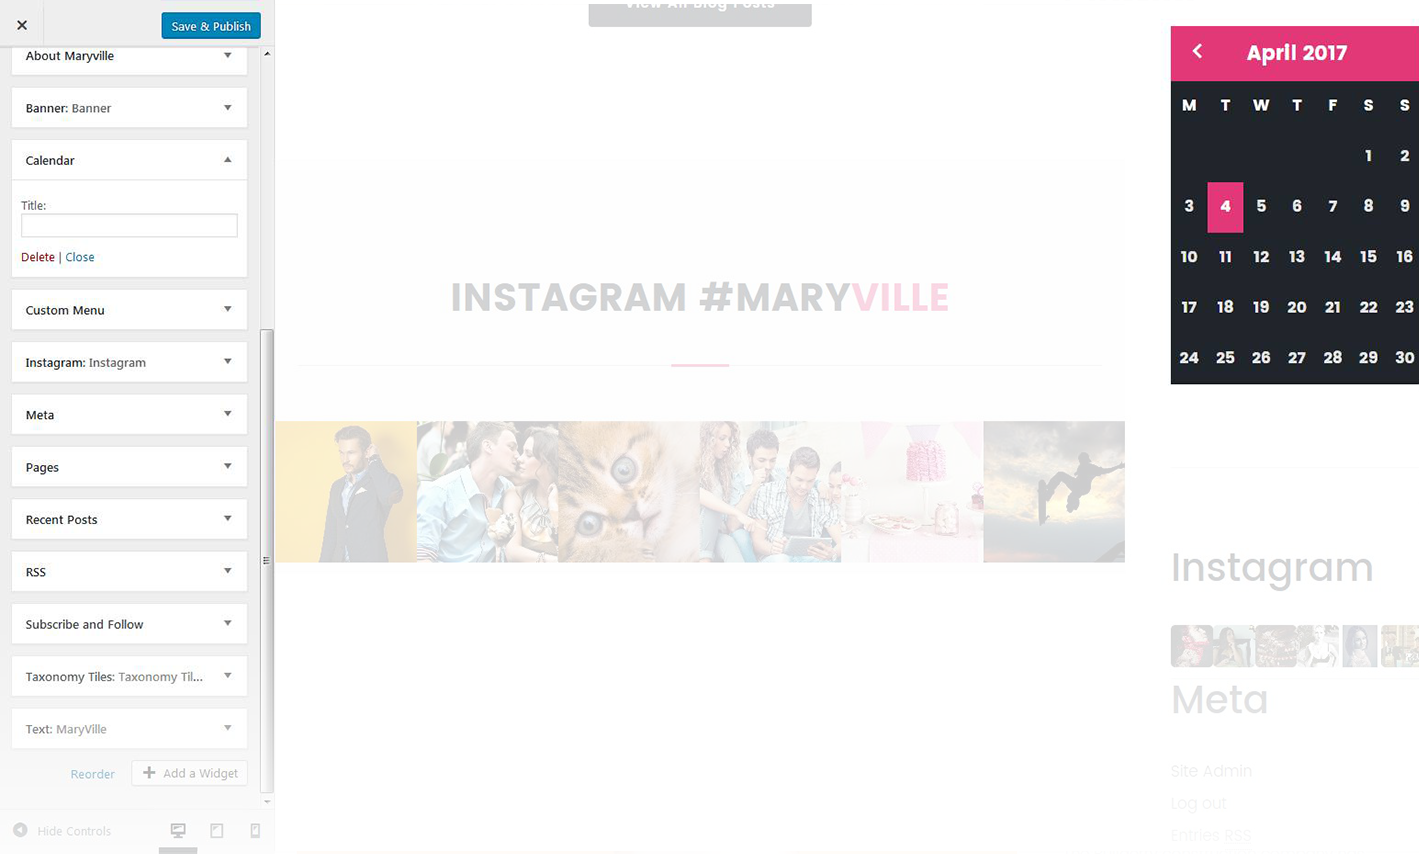 Save & Publish
About Maryville
Banner: Banner
Calendar
Title:
Delete | Close
Custom Menu
Instagram: Instagram
Meta
Pages
Recent Posts
RSS
Subscribe and Follow
Taxonomy Tiles: Taxonomy Til...
Text: MaryVille
Reorder
Add a Widget
Hide Controls
View All Blog Posts
INSTAGRAM #MARYVILLE
April 2017
M T W T F S S
1 2
3 4 5 6 7 8 9
10 11 12 13 14 15 16
17 18 19 20 21 22 23
24 25 26 27 28 29 30
Instagram
Meta
Site Admin
Log out
Entries RSS